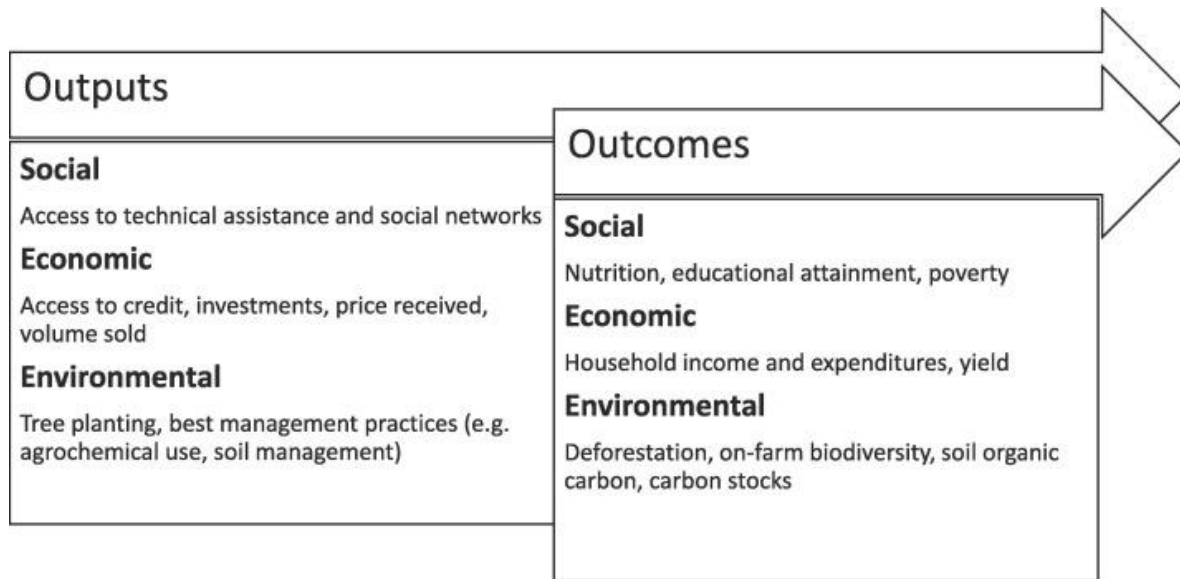 Outputs
Social
Access to technical assistance and social networks
Economic
Access to credit, investments, price received,
volume sold
Environmental
Tree planting, best management practices (e.g.
agrochemical use, soil management)
Outcomes
Social
Nutrition, educational attainment, poverty
Economic
Household income and expenditures, yield
Environmental
Deforestation, on-farm biodiversity, soil organic
carbon, carbon stocks